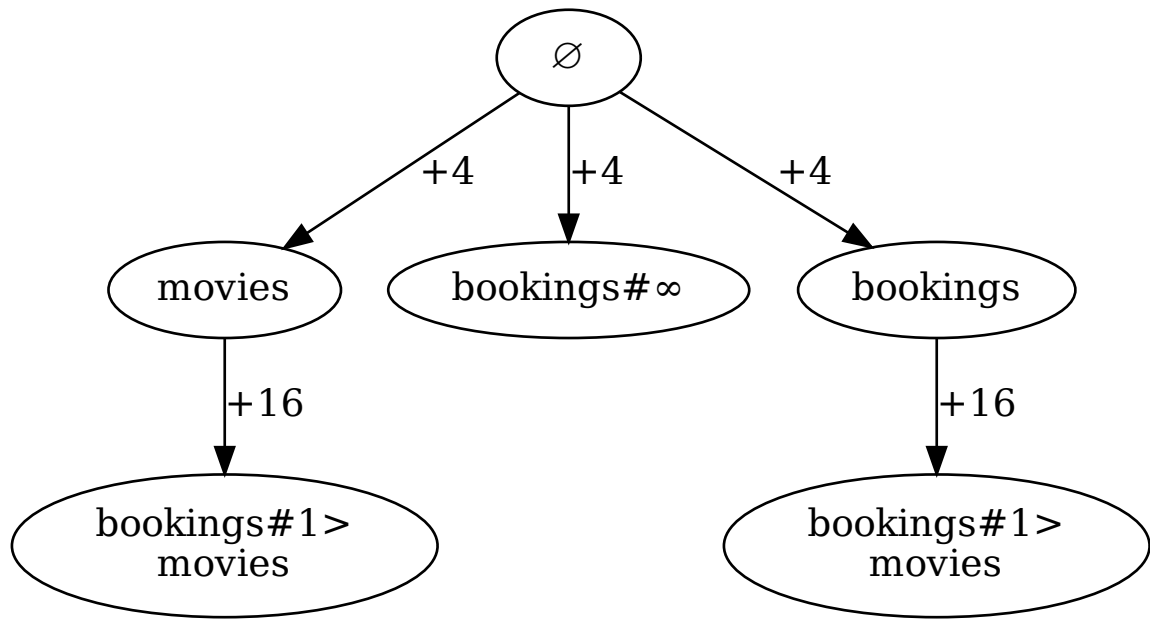 ∅
+4
+4
+4
movies
bookings#∞
bookings
+16
+16
bookings#1>
movies
bookings#1>
movies